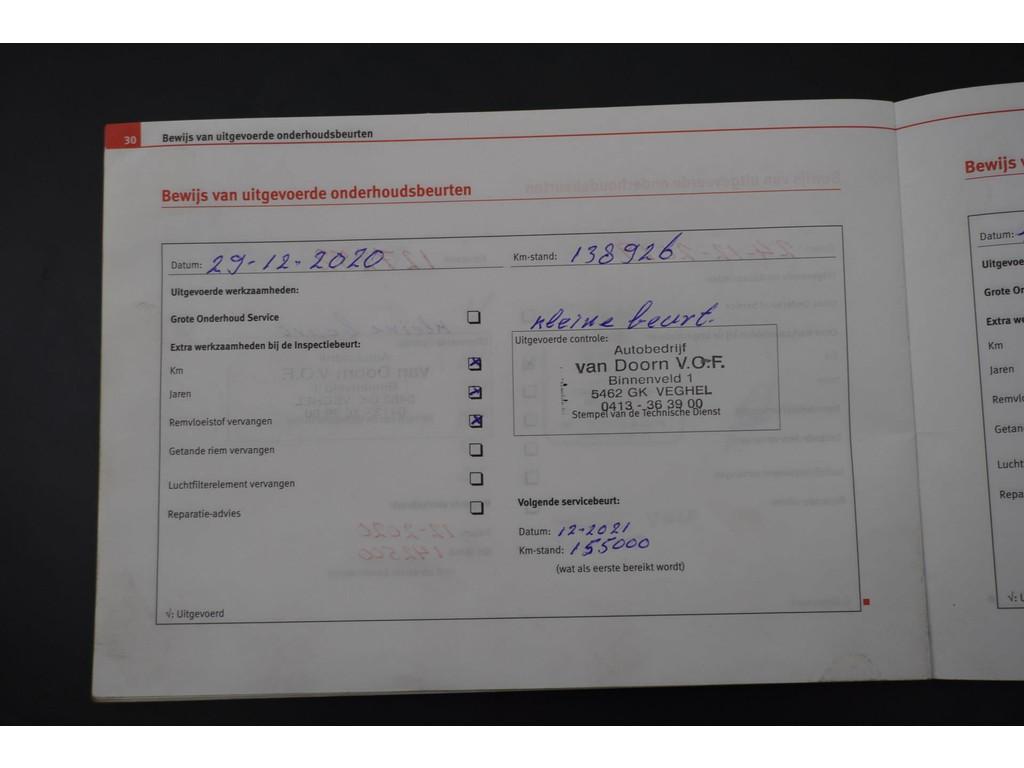 30 Bewijs van uitgevoerde onderhoudsbeurten
Bewijs van uitgevoerde onderhoudsbeurten
Datum: 29-12-2020 Km-stand: 138926
Uitgevoerde werkzaamheden:
Grote Onderhoud Service
kleine beurt.
Extra werkzaamheden bij de Inspectiebeurt:
Km
Jaren
Remvloeistof vervangen
Getande riem vervangen
Luchtfilterelement vervangen
Reparatie-advies
Uitgevoerde controle:
Autobedrijf
van Doorn V.O.F.
Binnenveld 1
5462 GK VEGHEL
0413 - 36 39 00
Stempel van de Technische Dienst
Volgende servicebeurt:
Datum: 12-2021
Km-stand: 155000
(wat als eerste bereikt wordt)
√: Uitgevoerd
Bewijs
Datum:
Uitgevoe
Grote On
Extra we
Km
Jaren
Remvlo
Getan
Lucht
Repa